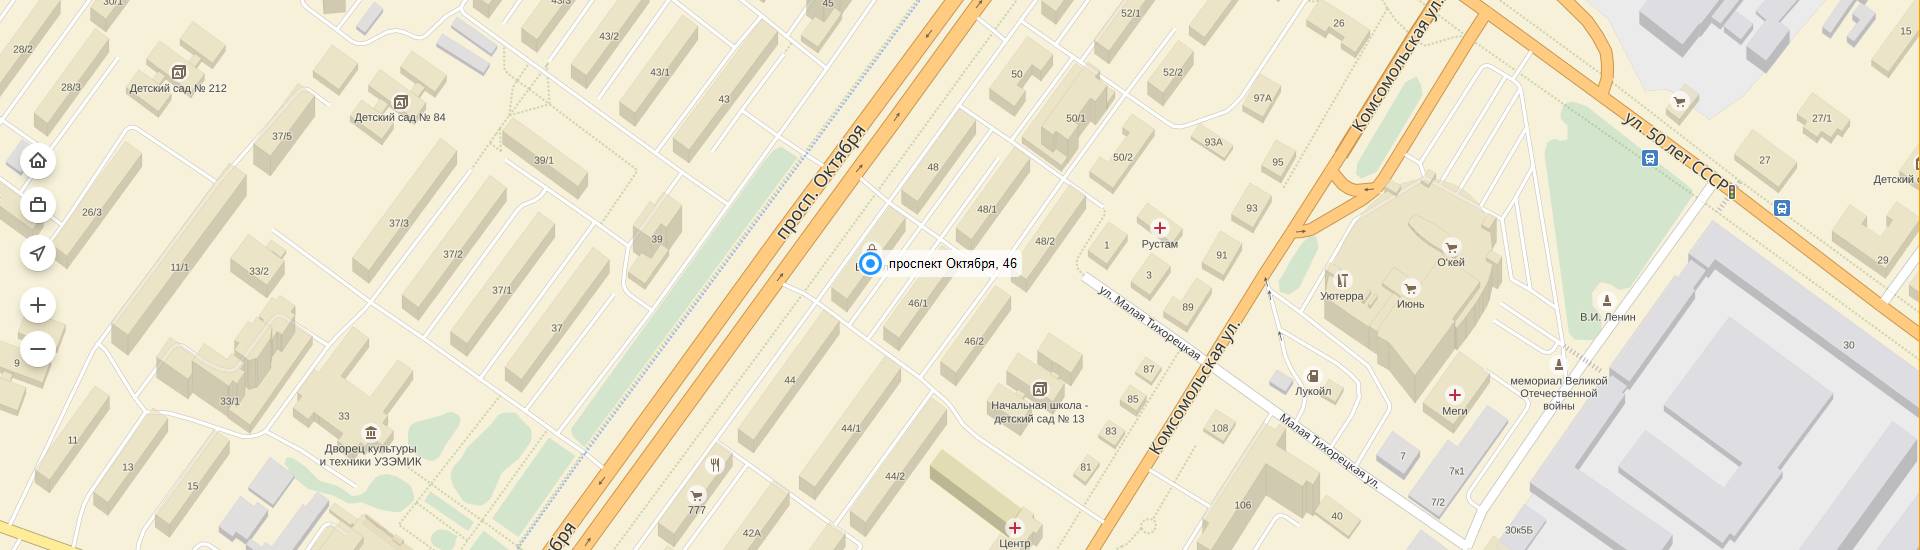 30/1
43/3
45
52/1
26
15
28/2
43/2
Комсомольская ул.
28/3
Детский сад № 212
43/1
43
50
52/2
97А
Детский сад № 84
50/1
ул. 50 лет СССР
27/1
37/5
39/1
просп. Октября
48
50/2
93А
95
27
26/3
37/3
48/1
93
39
48/2
1
Рустам
37/2
11/1
33/2
проспект Октября, 46
3
91
О'кей
29
37/1
46/1
89
Уютерра
Июнь
В.И. Ленин
37
46/2
ул. Малая Тихорецкая
30
9
44
87
Комсомольская ул.
Лукойл
мемориал Великой
Отечественной
войны
33/1
33
Начальная школа -
детский сад № 13
85
Меги
11
44/1
83
108
Малая Тихорецкая ул.
Дворец культуры
и техники УЗЭМИК
13
81
7
7к1
15
44/2
7/2
777
106
40
42А
Центр
30к5Б
бря